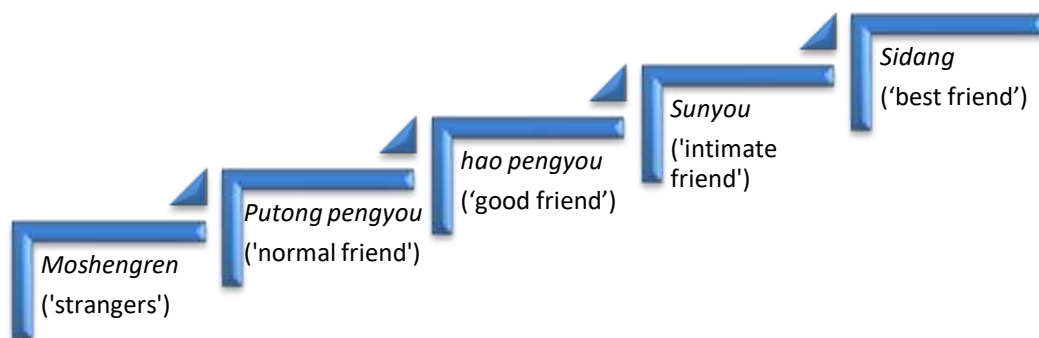 Moshengren
('strangers')
Putong pengyou
('normal friend')
hao pengyou
(‘good friend’)
Sunyou
('intimate
friend')
Sidang
(‘best friend’)